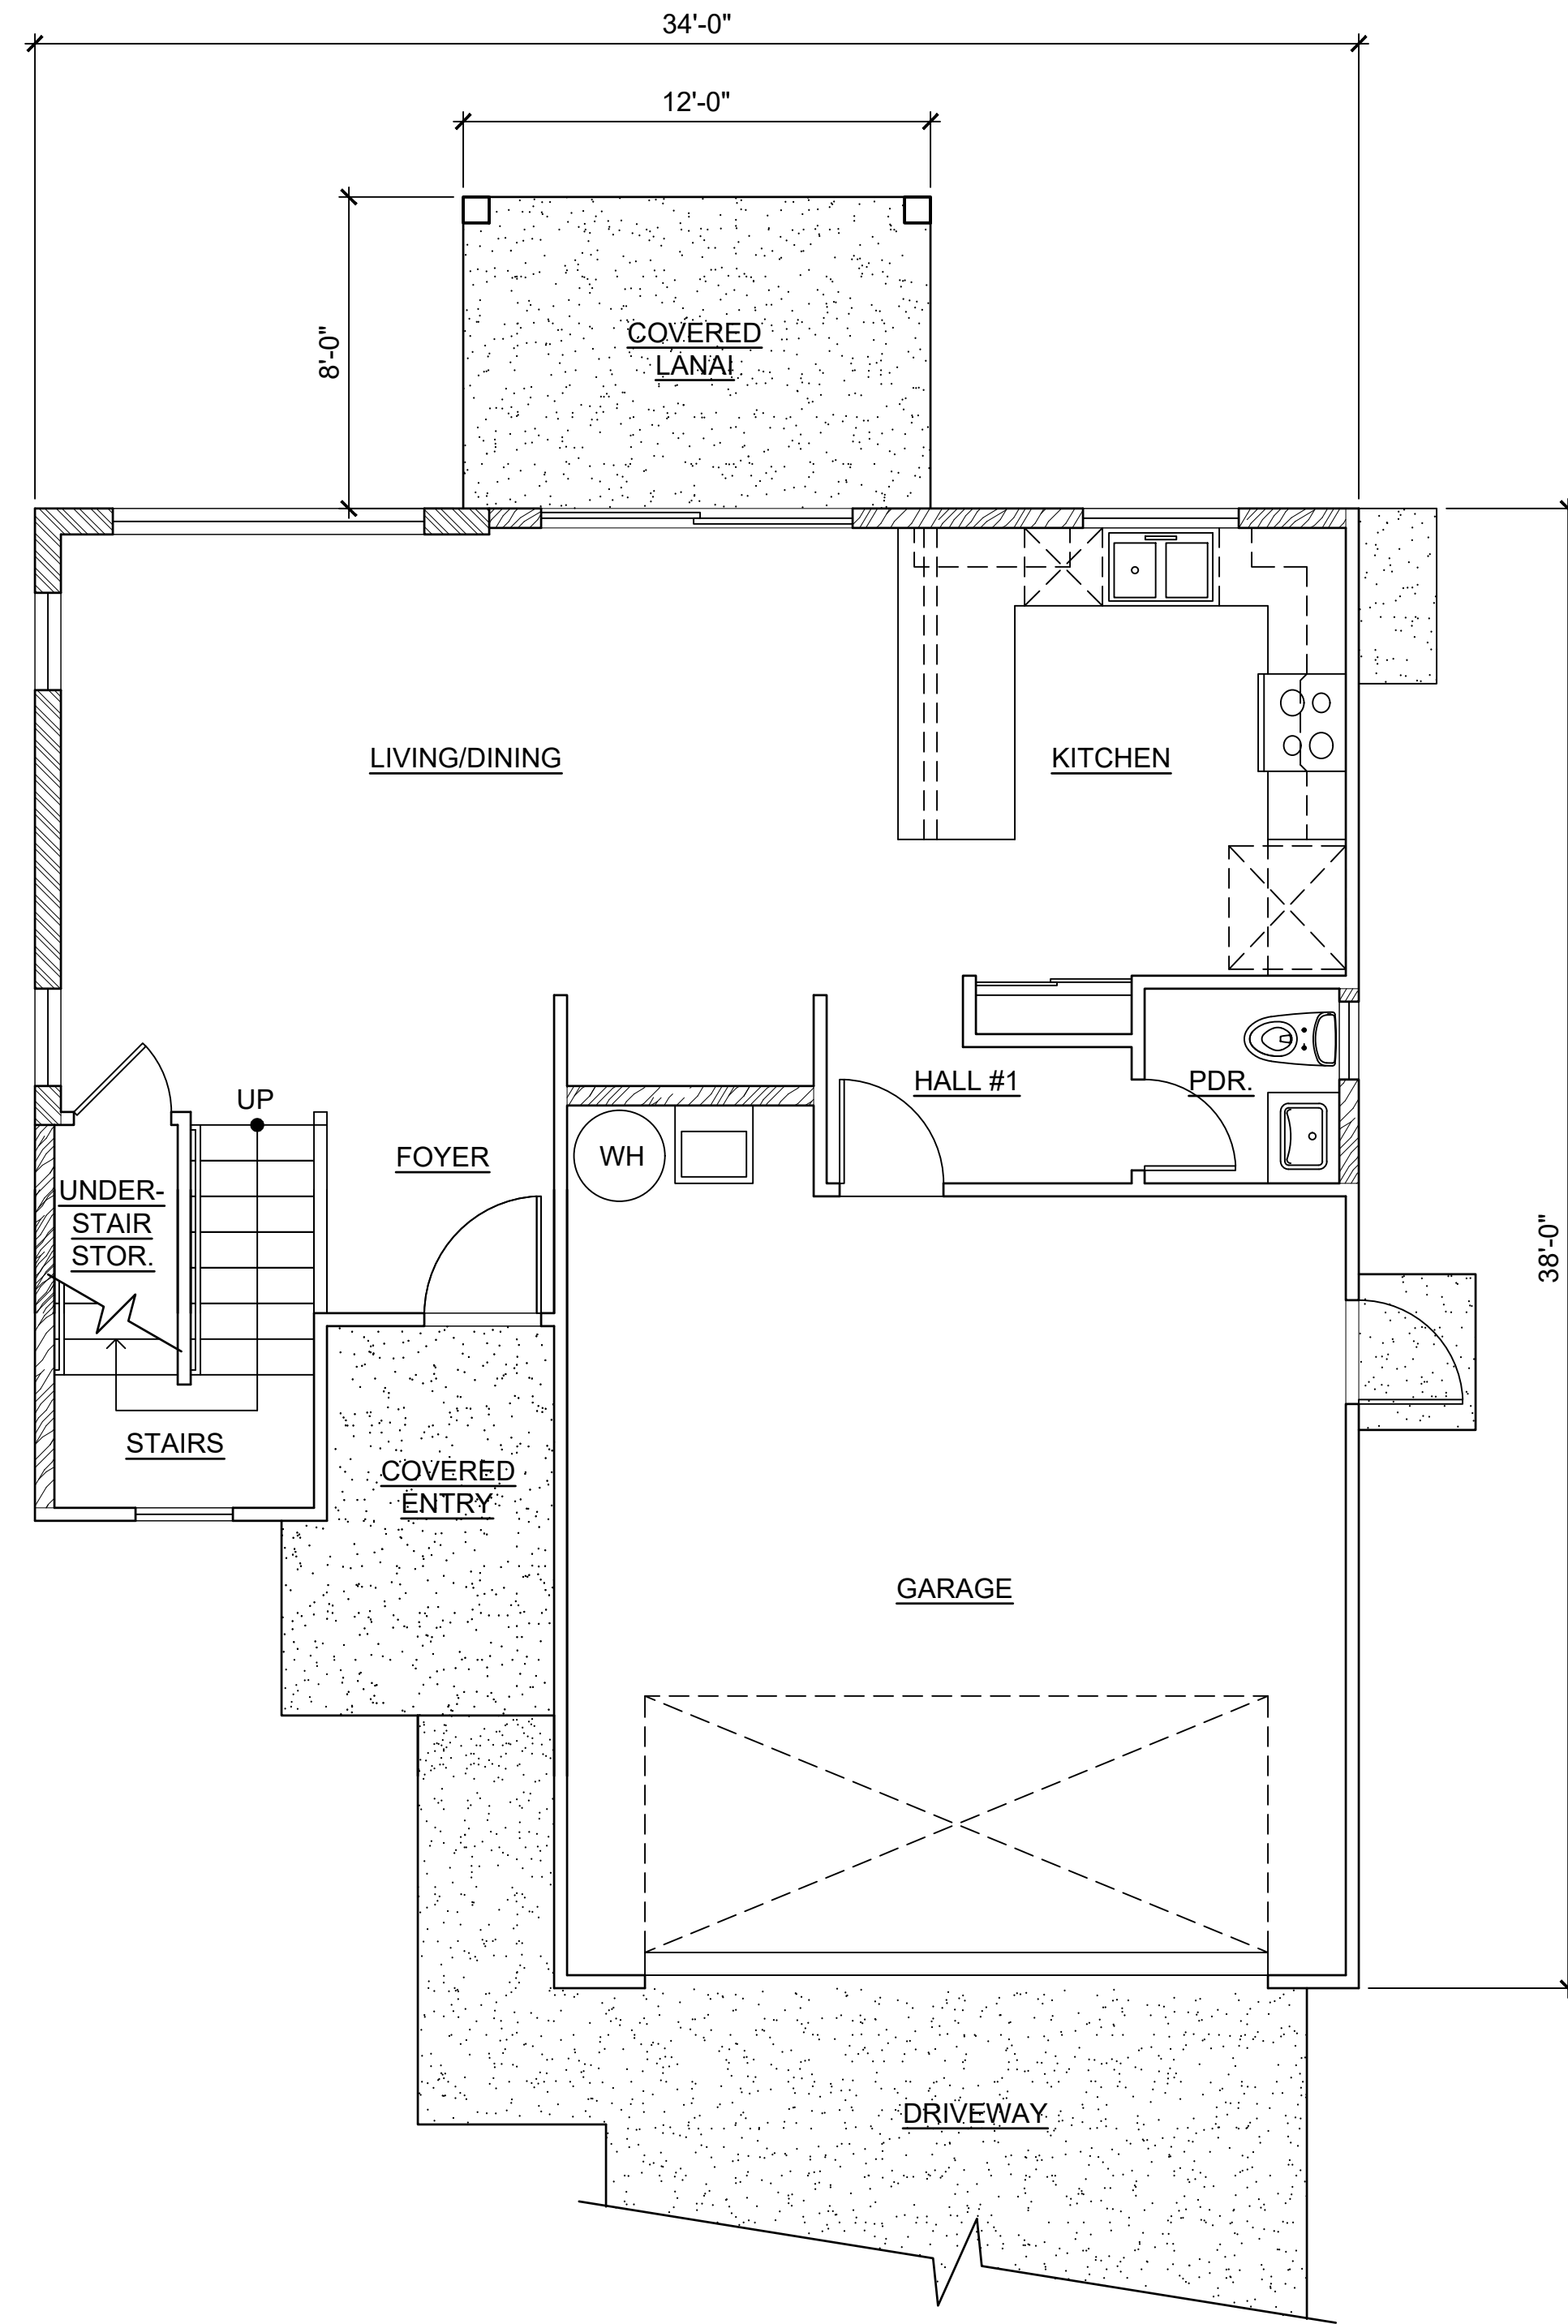 34'-0"
12'-0"
8'-0"
COVERED
LANAI
LIVING/DINING
KITCHEN
HALL #1
PDR.
UP
FOYER
WH
UNDER-
STAIR
STOR.
38'-0"
STAIRS
COVERED
ENTRY
GARAGE
DRIVEWAY